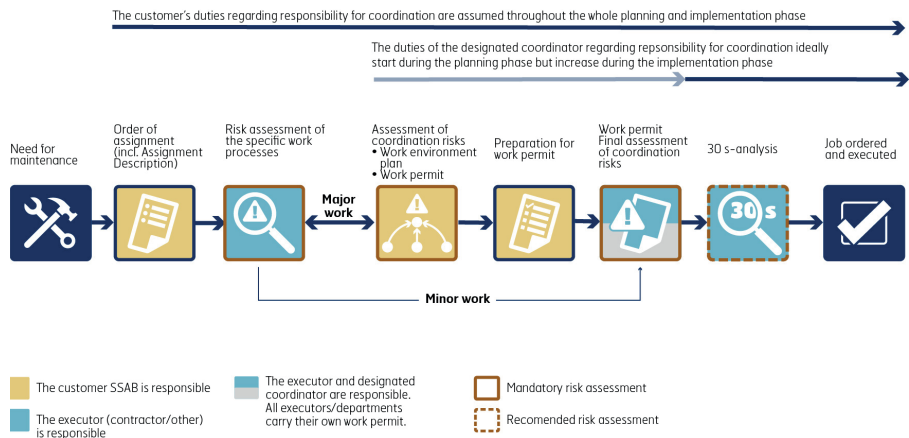 The customer's duties regarding responsibility for coordination are assumed throughout the whole planning and implementation phase
The duties of the designated coordinator regarding repsonsibility for coordination ideally
start during the planning phase but increase during the implementation phase
Need for
maintenance
Order of
assignment
(incl. Assignment
Description)
Risk assessment of
the specific work
processes
Assessment of
coordination risks
• Work environment
plan
• Work permit
Preparation for
work permit
Work permit
Final assessment
of coordination
risks
30 s-analysis
Job ordered
and executed
Major
work
30 s
Minor work
The customer SSAB is responsible
The executor (contractor/other)
is responsible
The executor and designated
coordinator are responsible.
All executors/departments
carry their own work permit.
Mandatory risk assessment
Recomended risk assessment